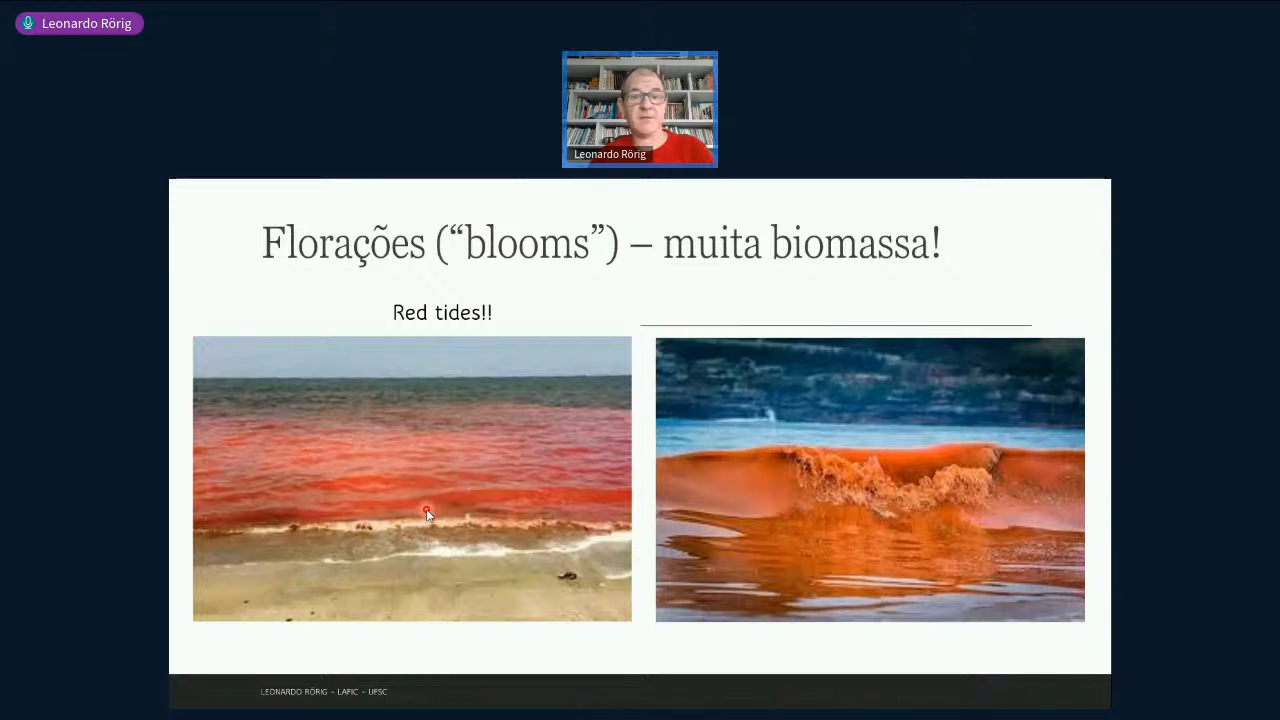 Leonardo Rörig
Leonardo Rörig
Florações (“blooms”) – muita biomassa!
Red tides!!
LEONARDO RÖRIG - LAFIC - UFSC